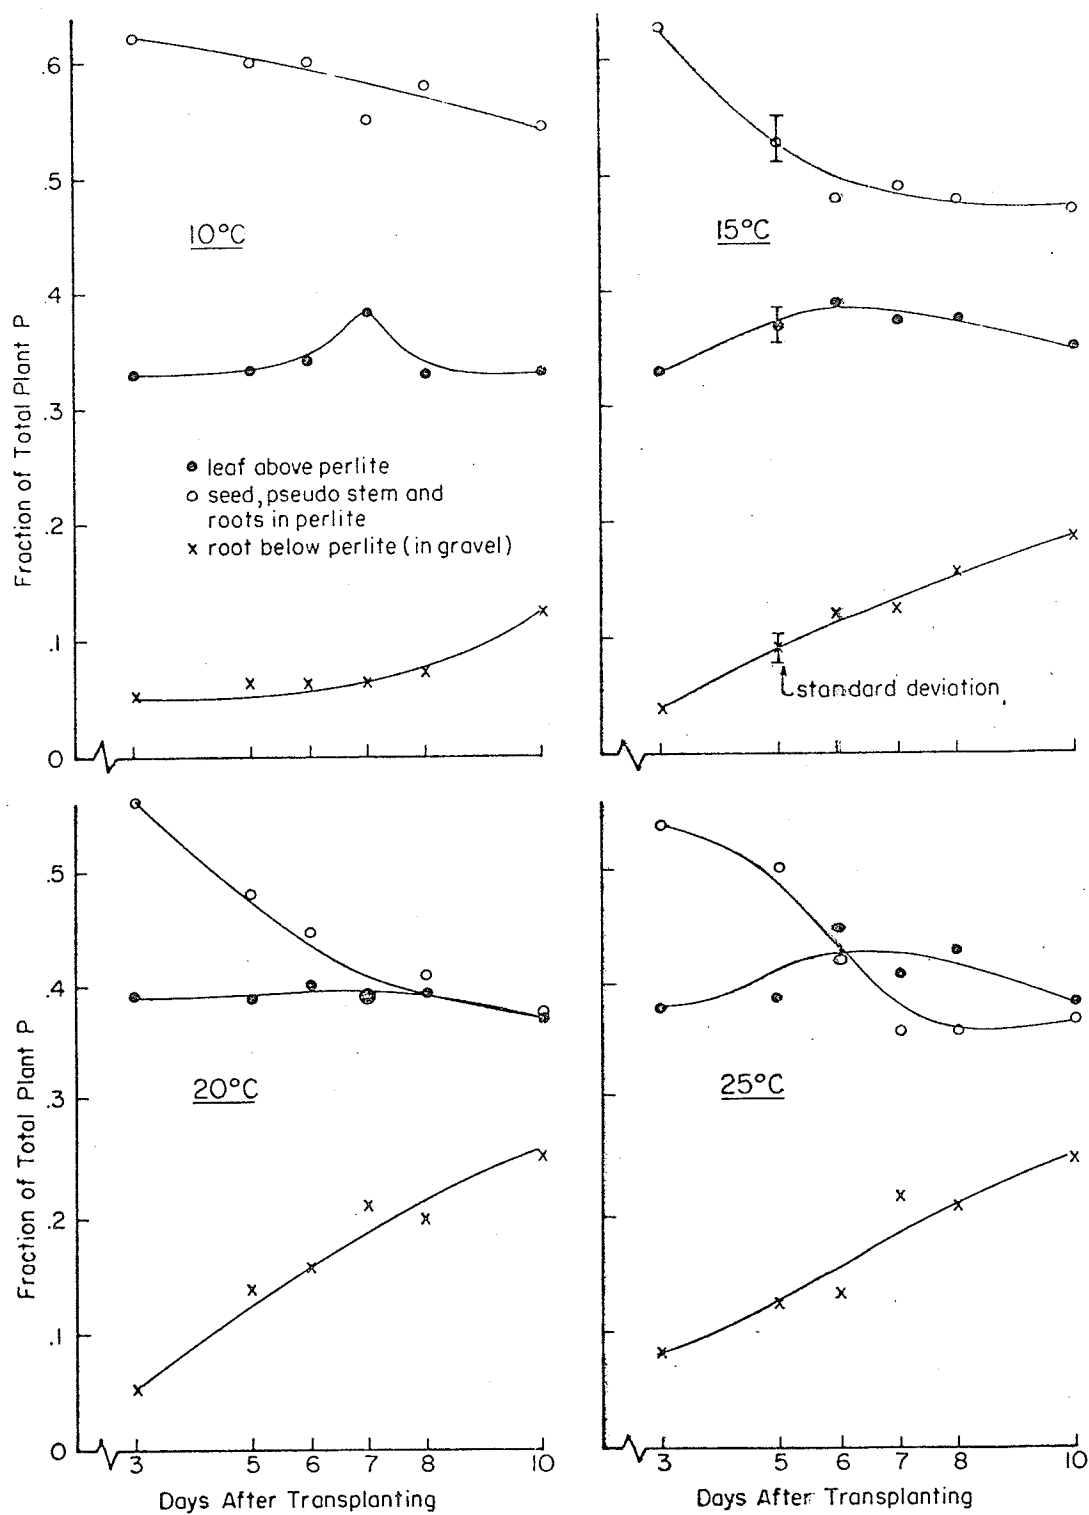 Fraction of Total Plant P
.6
.5
.4
.3
.2
.1
0
10°C
● leaf above perlite
○ seed, pseudo stem and
roots in perlite
x root below perlite (in gravel)
15°C
standard deviation
Fraction of Total Plant P
.5
.4
.3
.2
.1
0
20°C
3 5 6 7 8 10
Days After Transplanting
25°C
3 5 6 7 8 10
Days After Transplanting